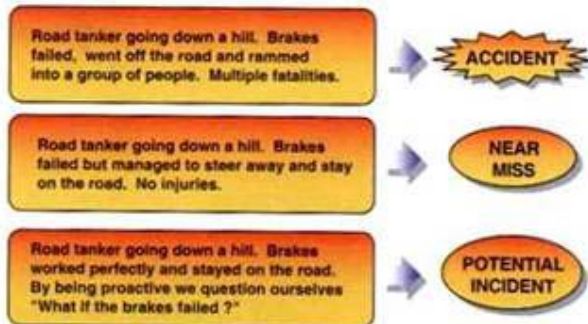 Road tanker going down a hill. Brakes
failed, went off the road and rammed
into a group of people. Multiple fatalities.
ACCIDENT
Road tanker going down a hill. Brakes
failed but managed to steer away and stay
on the road. No injuries.
NEAR
MISS
Road tanker going down a hill. Brakes
worked perfectly and stayed on the road.
By being proactive we question ourselves
"What if the brakes failed ?"
POTENTIAL
INCIDENT